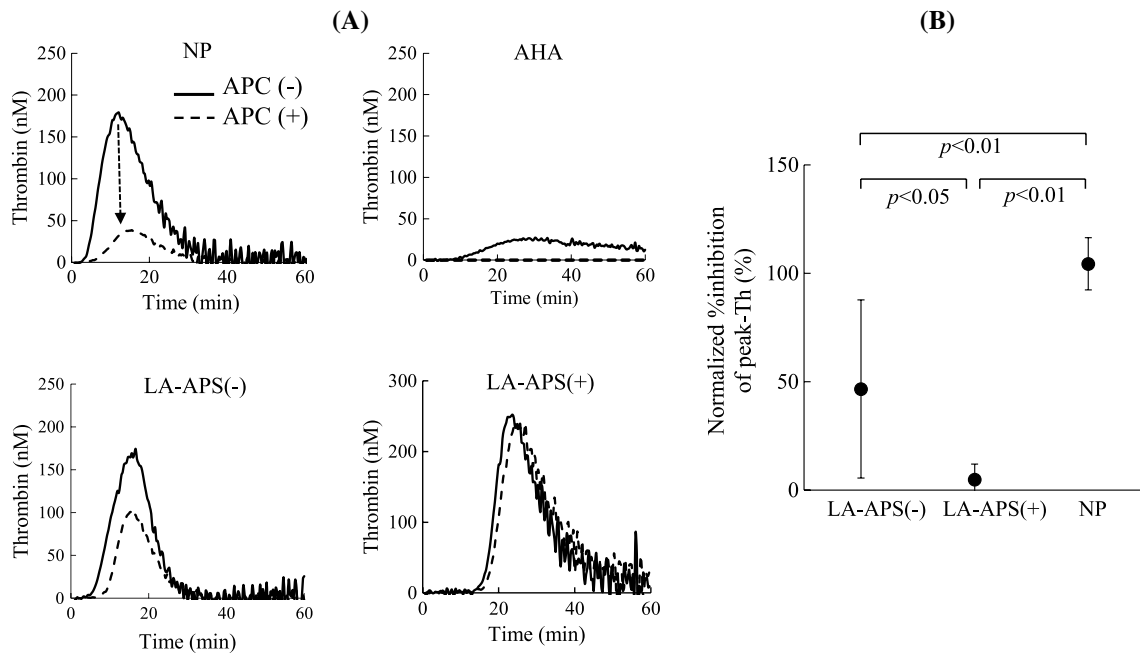 (A)
NP
APC (-)
APC (+)
250
200
150
100
50
0
0
20
40
60
Thrombin (nM)
Time (min)
AHA
250
200
150
100
50
0
0
20
40
60
Thrombin (nM)
Time (min)
LA-APS(-)
250
200
150
100
50
0
0
20
40
60
Thrombin (nM)
Time (min)
LA-APS(+)
300
200
100
0
0
20
40
60
Thrombin (nM)
Time (min)
(B)
p<0.01
p<0.05
p<0.01
150
100
50
0
Normalized %inhibition
of peak-Th (%)
LA-APS(-)
LA-APS(+)
NP